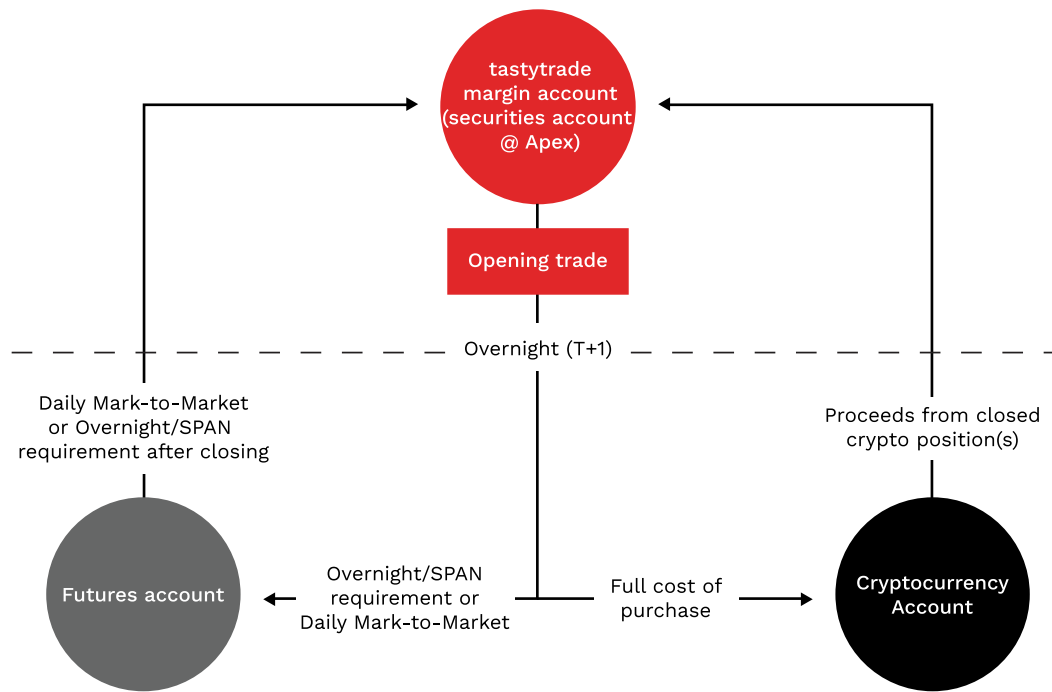 tastytrade
margin account
(securities account
@ Apex)
Opening trade
Overnight (T+1)
Daily Mark-to-Market
or Overnight/SPAN
requirement after closing
Proceeds from closed
crypto position(s)
Futures account
Overnight/SPAN
requirement or
Daily Mark-to-Market
Full cost of
purchase
Cryptocurrency
Account